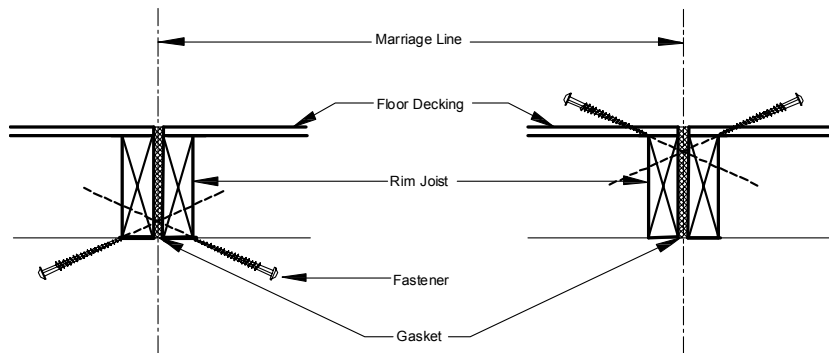 Marriage Line
Floor Decking
Rim Joist
Fastener
Gasket